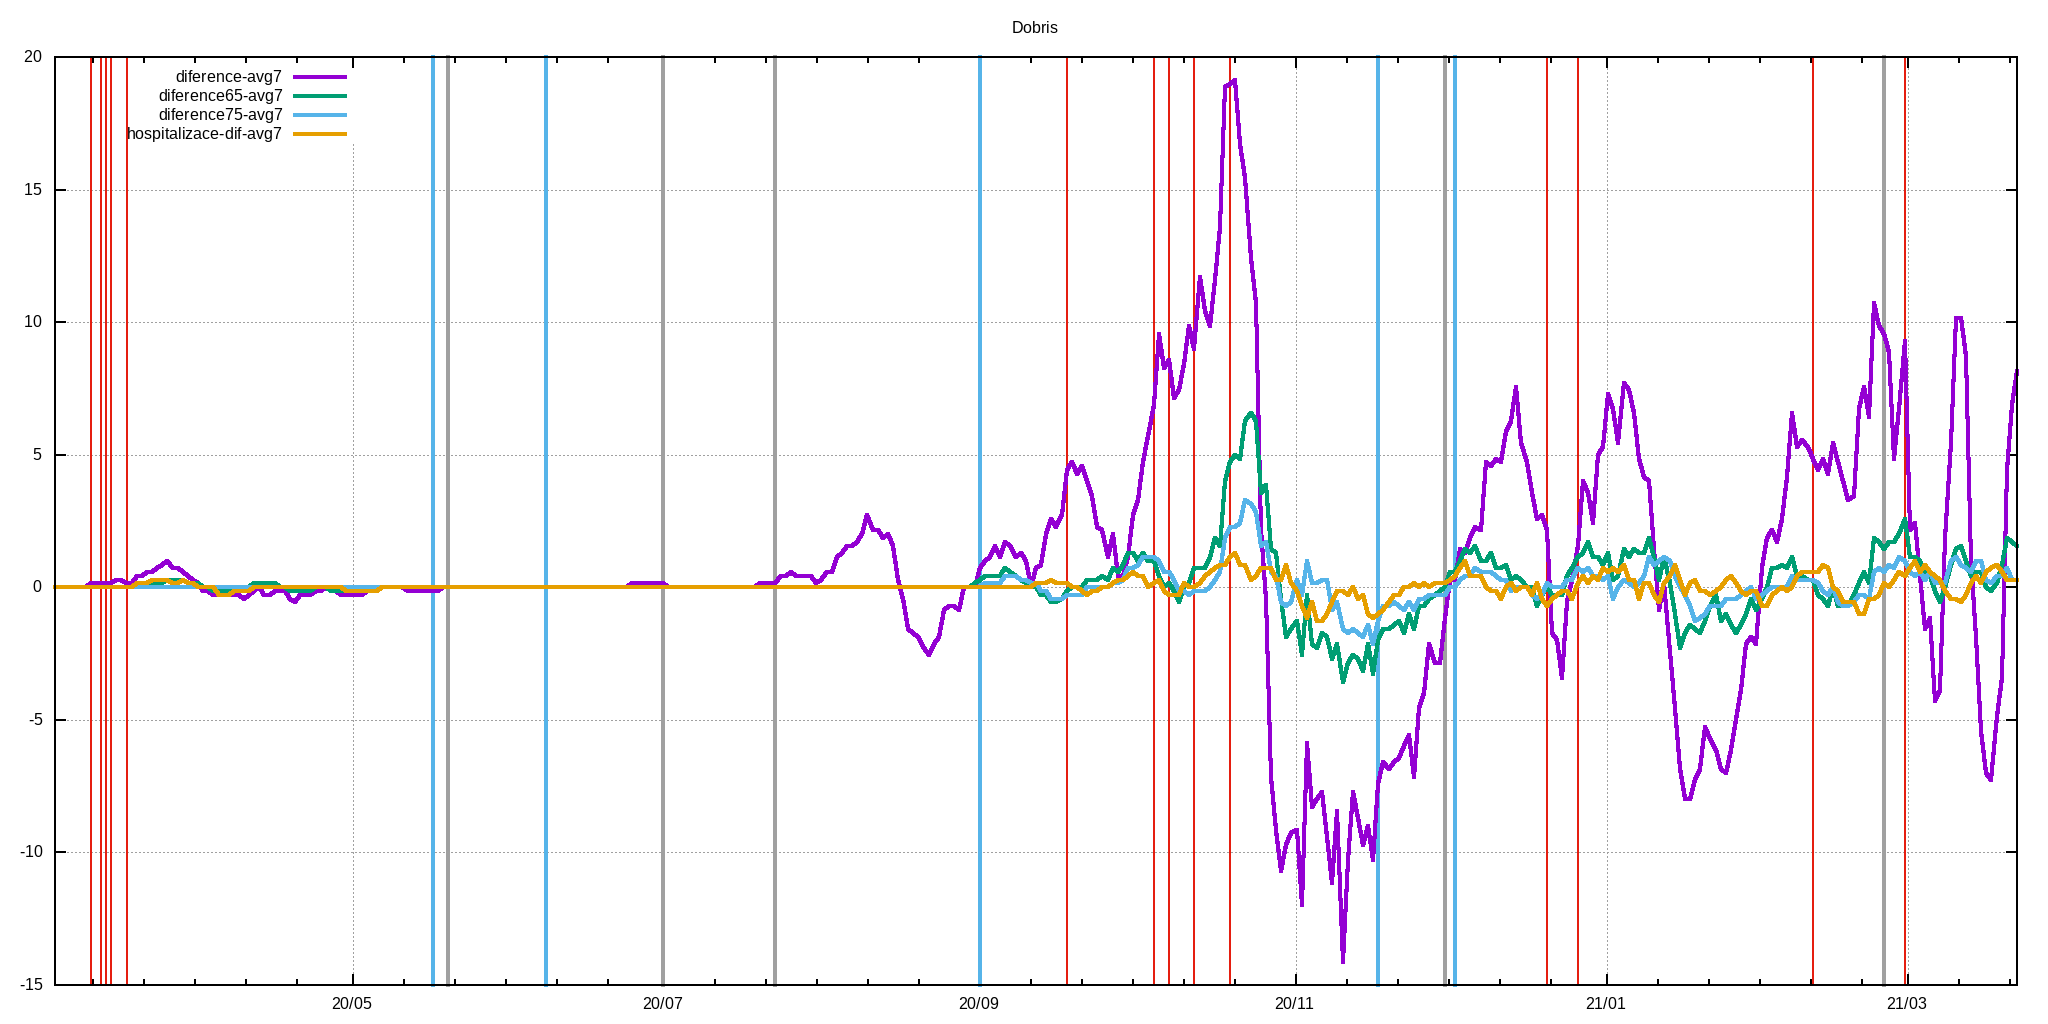 Dobris
20
diference-avg7
diference65-avg7
diference75-avg7
hospitalizace-dif-avg7
15
10
5
0
-5
-10
-15
20/05 20/07 20/09 20/11 21/01 21/03